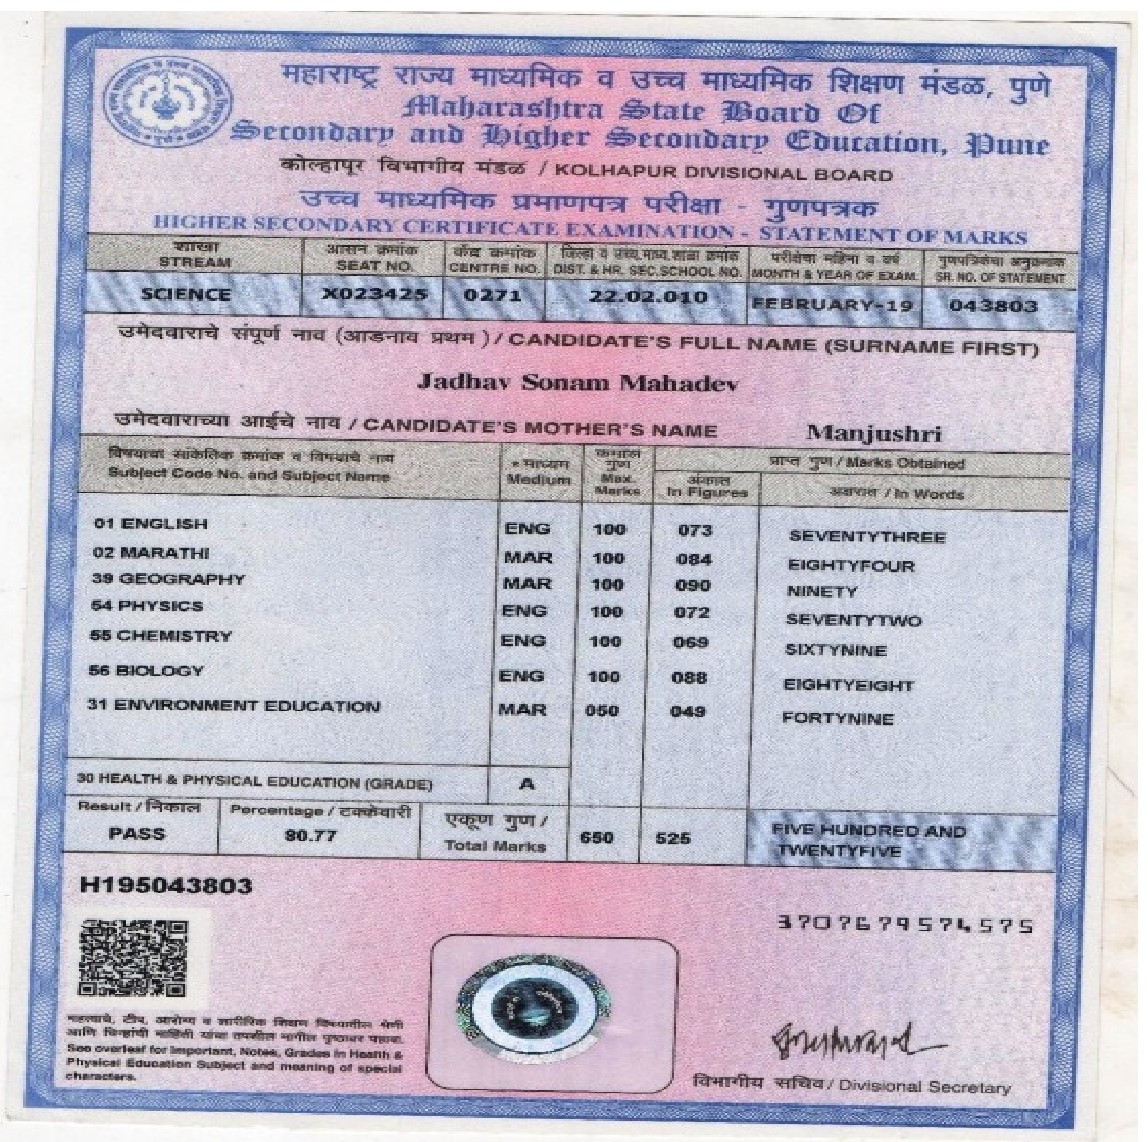 महाराष्ट्र राज्य माध्यमिक व उच्च माध्यमिक शिक्षण मंडळ, पुणे
Maharashtra State Board Of
Secondary and Higher Secondary Education, Pune
कोल्हापूर विभागीय मंडळ / KOLHAPUR DIVISIONAL BOARD
उच्च माध्यमिक प्रमाणपत्र परीक्षा - गुणपत्रक
HIGHER SECONDARY CERTIFICATE EXAMINATION - STATEMENT OF MARKS
शाखा आसन क्रमांक केंद्र क्रमांक जिल्हा व उच्च.माध्य.शाळा क्रमांक परीक्षेचा महिना व वर्ष गुणपत्रिकेचा अनुक्रमांक
STREAM SEAT NO. CENTRE NO. DIST. & HR. SEC.SCHOOL NO. MONTH & YEAR OF EXAM. SR. NO. OF STATEMENT
SCIENCE X023425 0271 22.02.010 FEBRUARY-19 043803
उमेदवाराचे संपूर्ण नाव (आडनाव प्रथम ) / CANDIDATE'S FULL NAME (SURNAME FIRST)
Jadhav Sonam Mahadev
उमेदवाराच्या आईचे नाव / CANDIDATE'S MOTHER'S NAME Manjushri
विषयाचा सांकेतिक क्रमांक व विषयाचे नाव माध्यम कमाल गुण प्राप्त गुण / Marks Obtained
Subject Code No. and Subject Name Medium Max. Marks अंकात In Figures अक्षरात / In Words
01 ENGLISH ENG 100 073 SEVENTYTHREE
02 MARATHI MAR 100 084 EIGHTYFOUR
39 GEOGRAPHY MAR 100 090 NINETY
54 PHYSICS ENG 100 072 SEVENTYTWO
55 CHEMISTRY ENG 100 069 SIXTYNINE
56 BIOLOGY ENG 100 088 EIGHTYEIGHT
31 ENVIRONMENT EDUCATION MAR 050 049 FORTYNINE
30 HEALTH & PHYSICAL EDUCATION (GRADE) A
Result / निकाल Percentage / टक्केवारी एकूण गुण /
PASS 80.77 Total Marks 650 525 FIVE HUNDRED AND
TWENTYFIVE
H195043803
3707679574575
महत्वाचे, टीप, आरोग्य व शारीरिक शिक्षण विषयातील श्रेणी
आणि चिन्हांची माहिती यांचा तपशील मागील पृष्ठावर पहावा.
See overleaf for Important, Notes, Grades in Health &
Physical Education Subject and meaning of special
characters.
विभागीय सचिव / Divisional Secretary